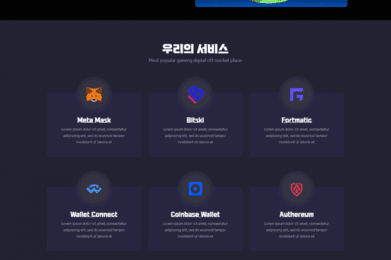 우리의 서비스
Most popular gaming digital nft market place
Meta Mask
Lorem ipsum dolor sit amet, consectetur
adipiscing elit, sed do eiusmod tempor
incididunt ut labore et
Bitski
Lorem ipsum dolor sit amet, consectetur
adipiscing elit, sed do eiusmod tempor
incididunt ut labore et
Fortmatic
Lorem ipsum dolor sit amet, consectetur
adipiscing elit, sed do eiusmod tempor
incididunt ut labore et
Wallet Connect
Lorem ipsum dolor sit amet, consectetur
adipiscing elit, sed do eiusmod tempor
incididunt ut labore et
Coinbase Wallet
Lorem ipsum dolor sit amet, consectetur
adipiscing elit, sed do eiusmod tempor
incididunt ut labore et
Authereum
Lorem ipsum dolor sit amet, consectetur
adipiscing elit, sed do eiusmod tempor
incididunt ut labore et